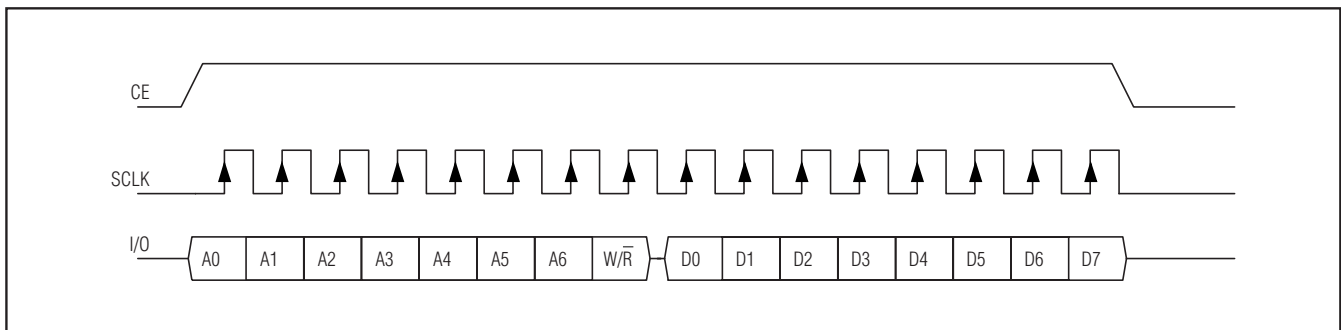 CE
SCLK
I/O
A0 A1 A2 A3 A4 A5 A6 W/R̅ D0 D1 D2 D3 D4 D5 D6 D7